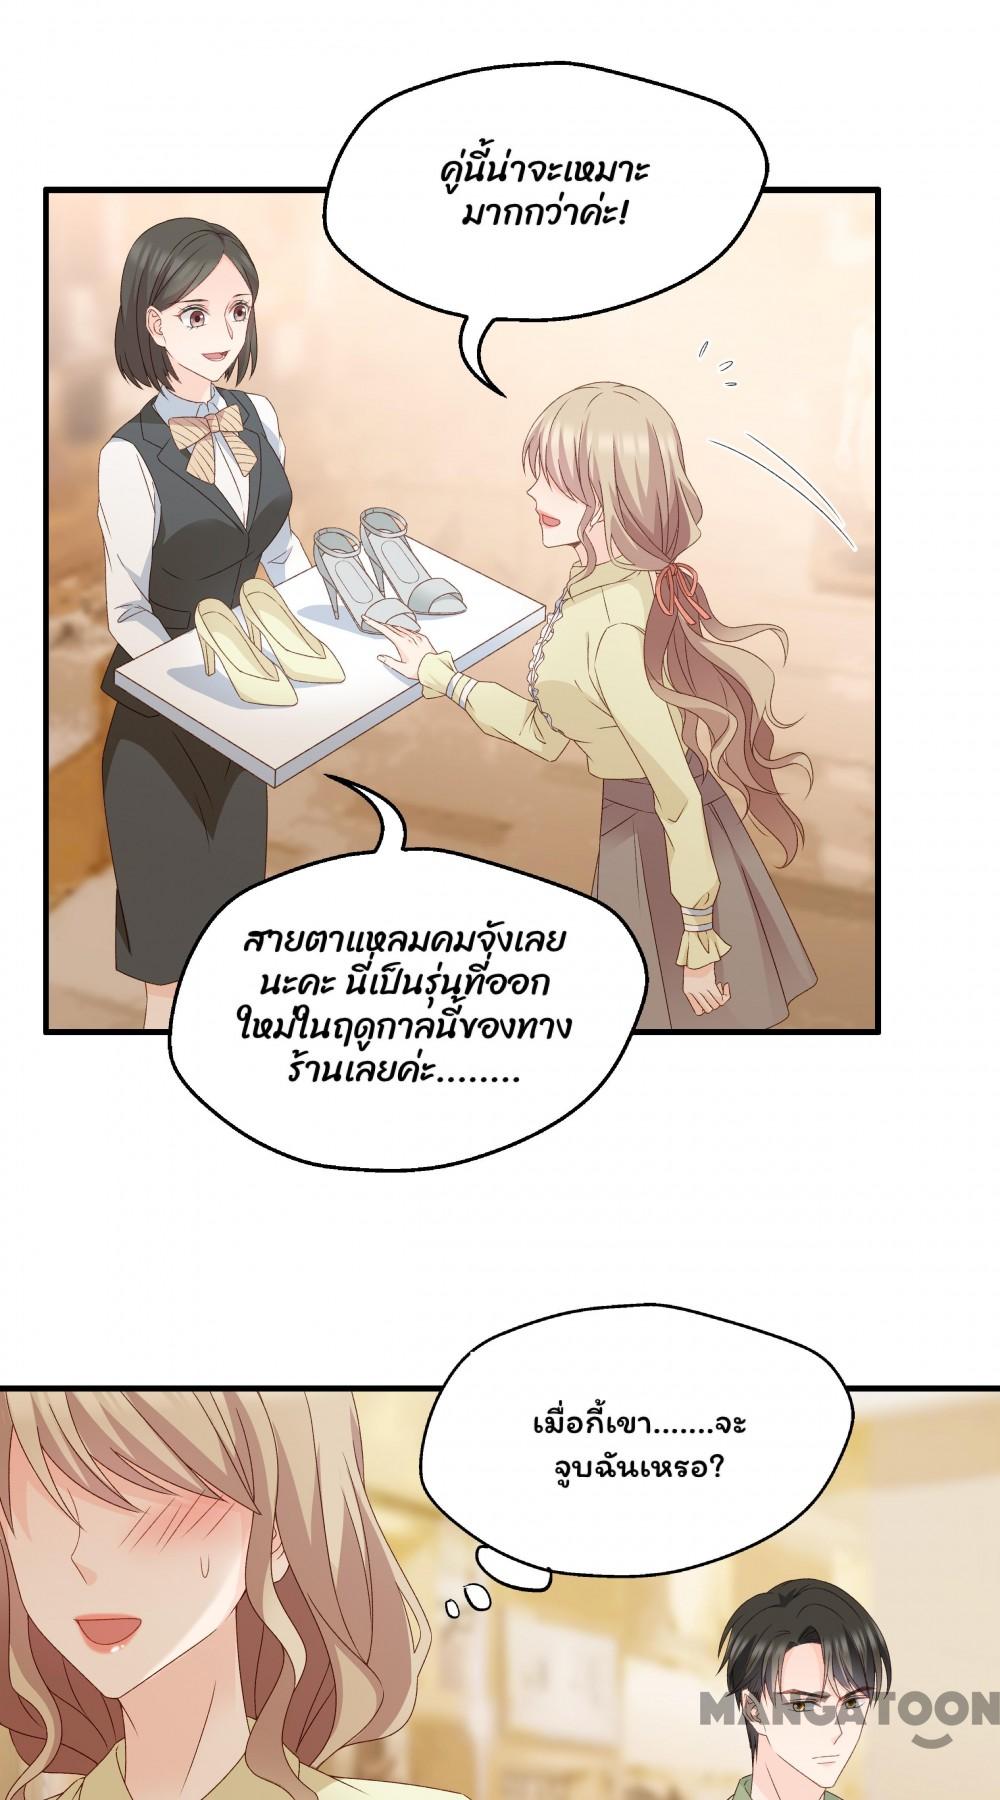 คู่นี้น่าจะเหมาะ
มากกว่าค่ะ!
สายตาแหลมคมจังเลย
นะคะ นี่เป็นรุ่นที่ออก
ใหม่ในฤดูกาลนี้ของทาง
ร้านเลยค่ะ........
เมื่อกี้เขา.......จะ
จูบฉันเหรอ?
MANGATOON